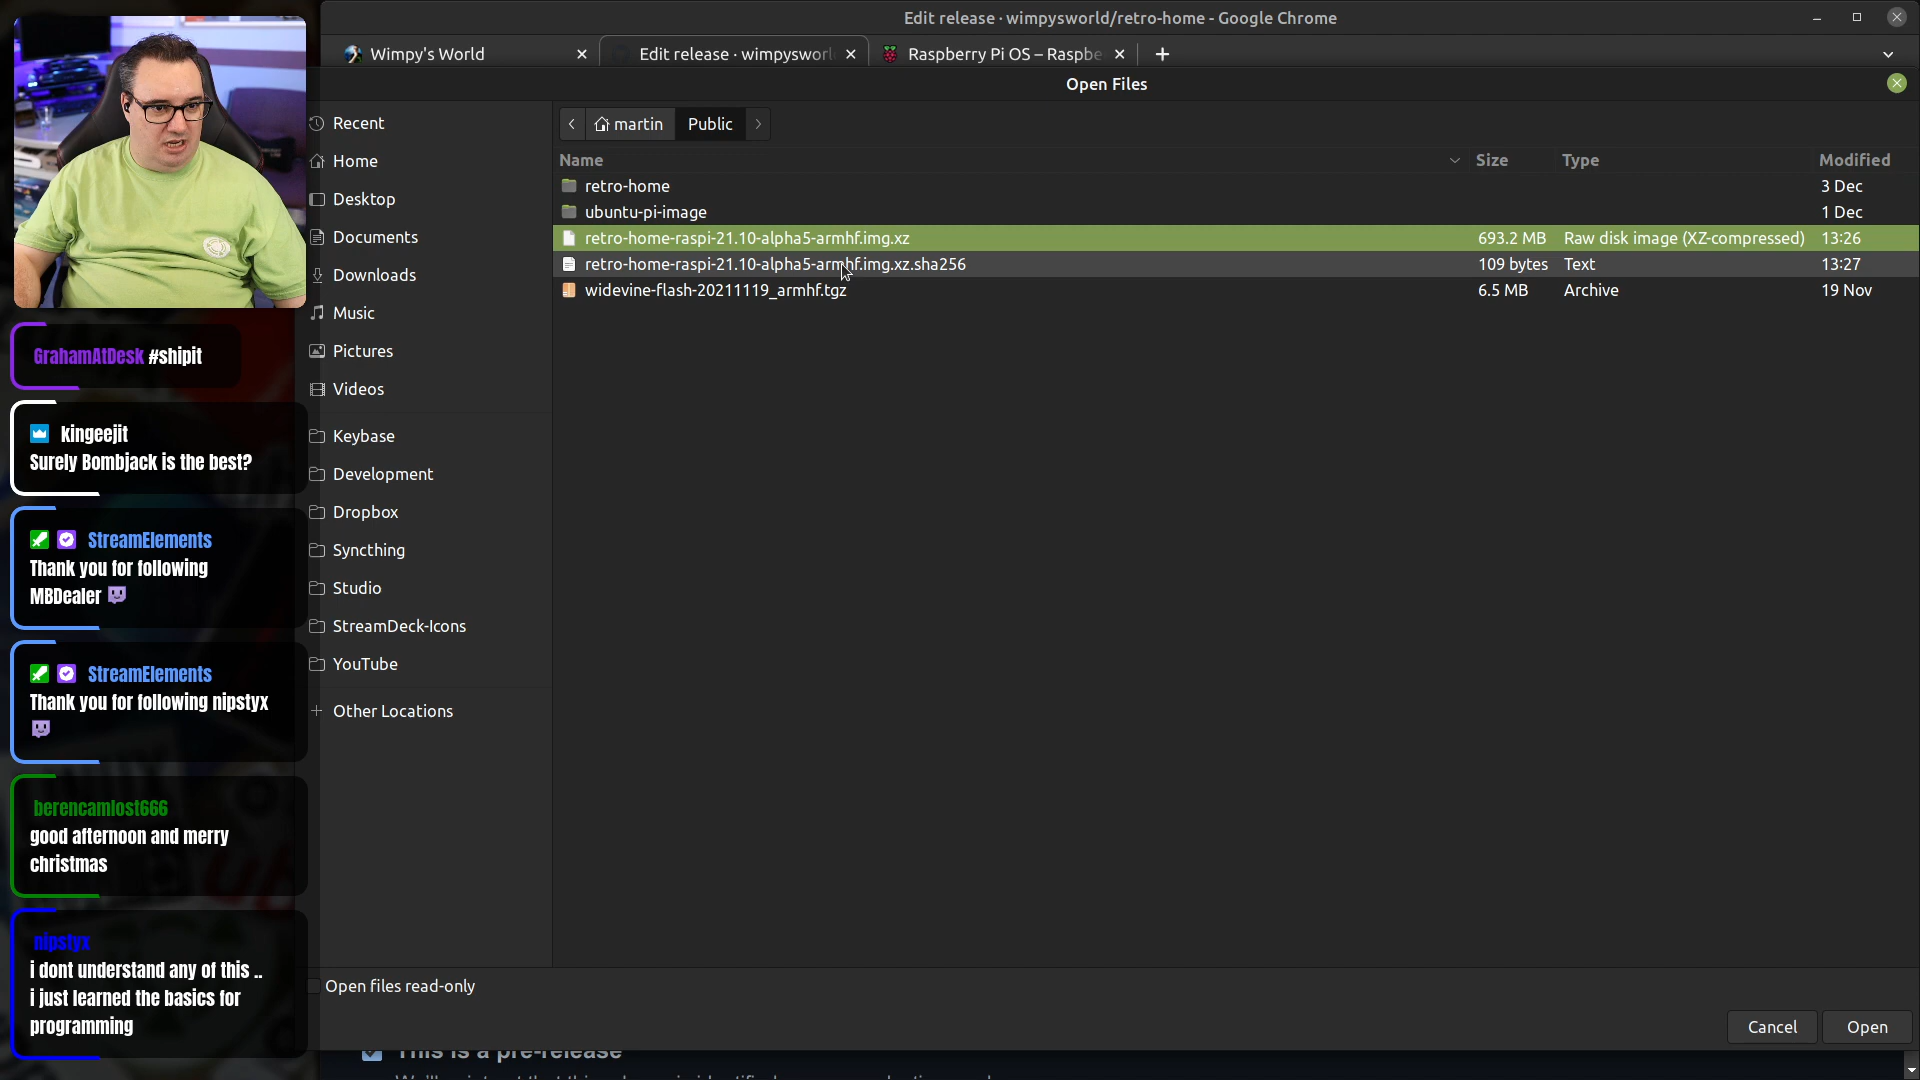 Edit release · wimpysworld/retro-home - Google Chrome
Wimpy's World
Edit release · wimpysworl
Raspberry Pi OS – Raspbe
Open Files
Recent
Home
Desktop
Documents
Downloads
Music
Pictures
Videos
Keybase
Development
Dropbox
Syncthing
Studio
StreamDeck-Icons
YouTube
Other Locations
martin
Public
Name Size Type Modified
retro-home 3 Dec
ubuntu-pi-image 1 Dec
retro-home-raspi-21.10-alpha5-armhf.img.xz 693.2 MB Raw disk image (XZ-compressed) 13:26
retro-home-raspi-21.10-alpha5-armhf.img.xz.sha256 109 bytes Text 13:27
widevine-flash-20211119_armhf.tgz 6.5 MB Archive 19 Nov
Open files read-only
Cancel
Open
This is a pre-release
GrahamAtDesk #shipit
kingeejit
Surely Bombjack is the best?
StreamElements
Thank you for following
MBDealer
StreamElements
Thank you for following nipstyx
berencamlost666
good afternoon and merry
christmas
nipstyx
i dont understand any of this ..
i just learned the basics for
programming